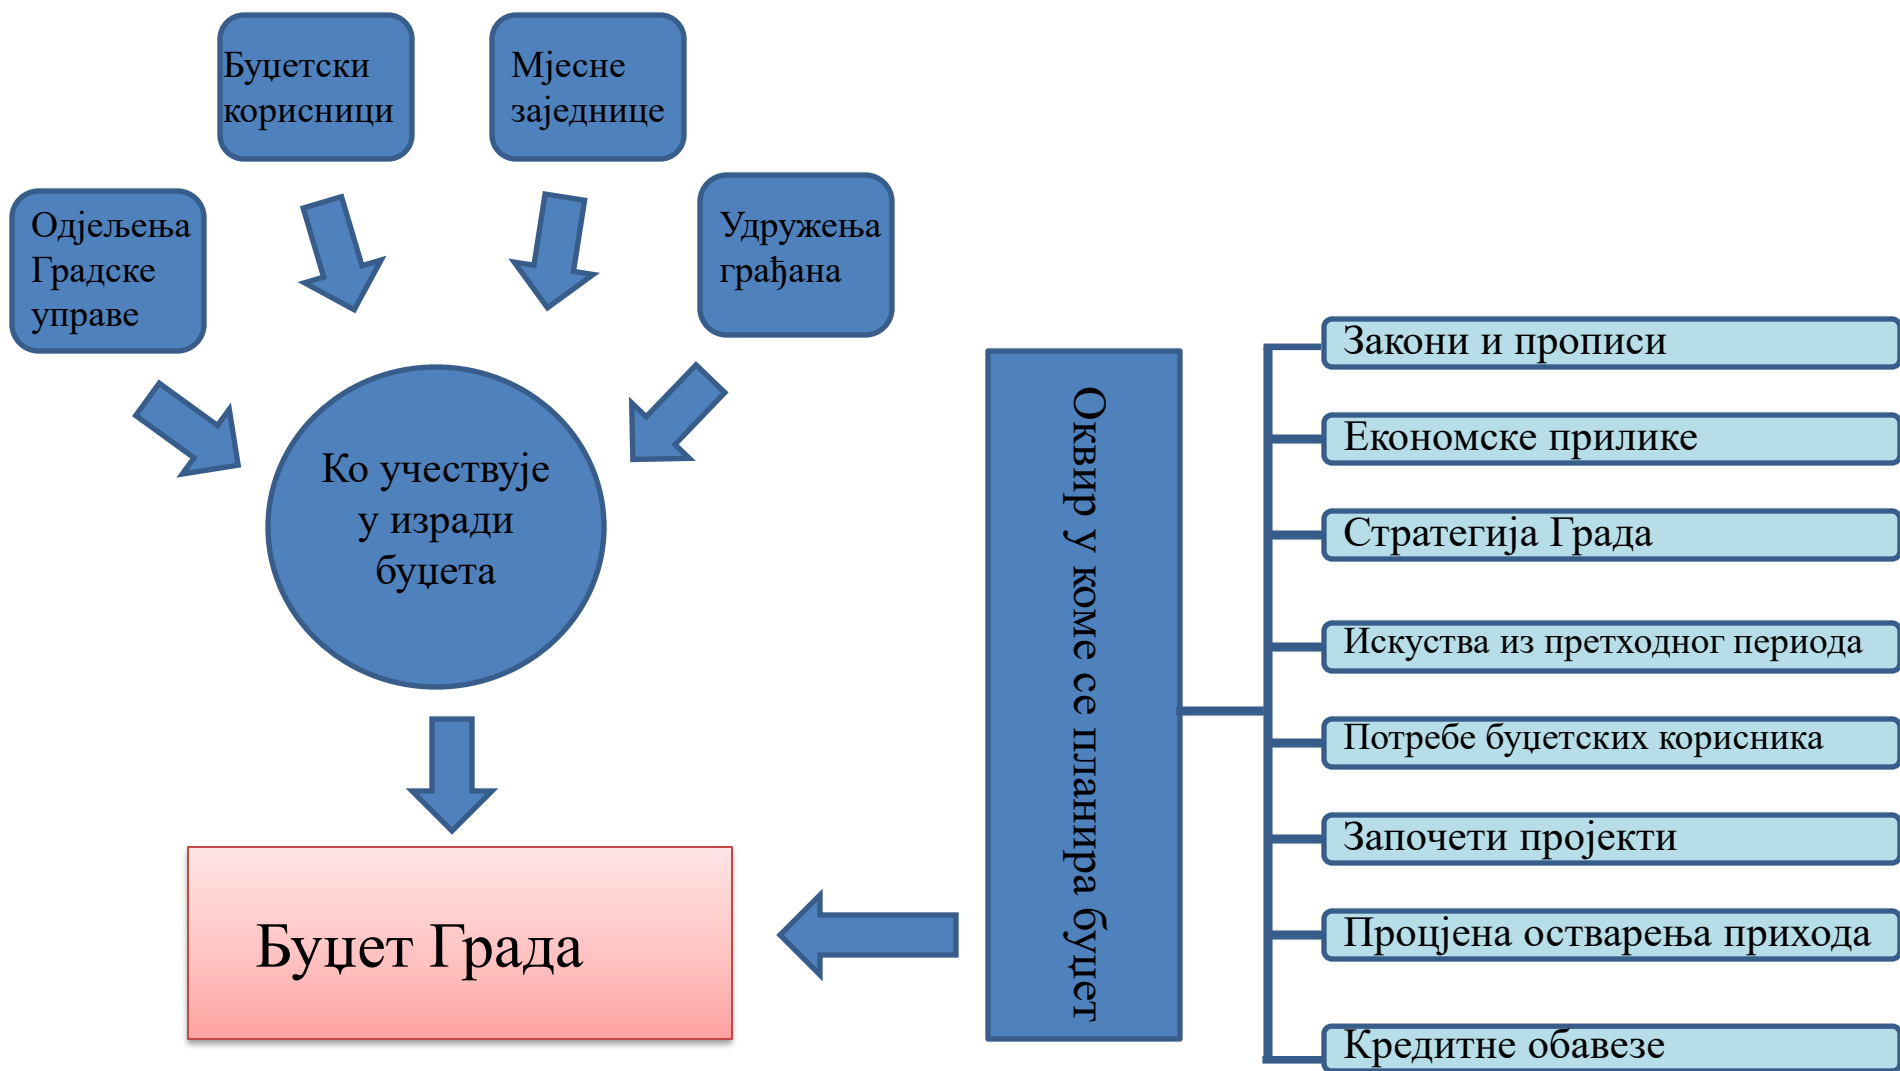 Буџетски
корисници
Мјесне
заједнице
Одјељења
Градске
управе
Удружења
грађана
Ко учествује
у изради
буџета
Буџет Града
Оквир у коме се планира буџет
Закони и прописи
Економске прилике
Стратегија Града
Искуства из претходног периода
Потребе буџетских корисника
Започети пројекти
Процјена остварења прихода
Кредитне обавезе